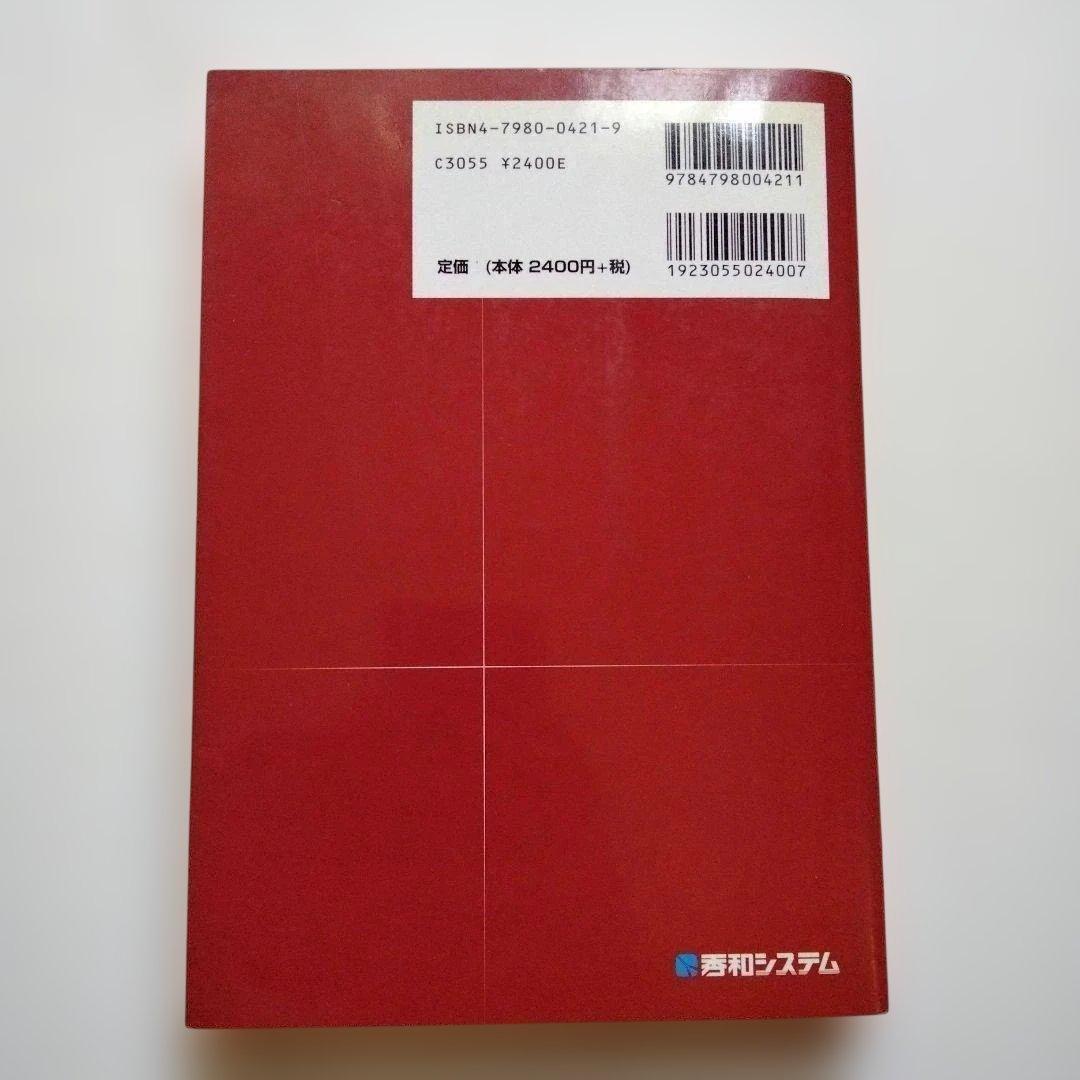 ISBN4-7980-0421-9
C3055 ¥2400E
9784798004211
定価 (本体 2400円+税)
1923055024007
秀和システム